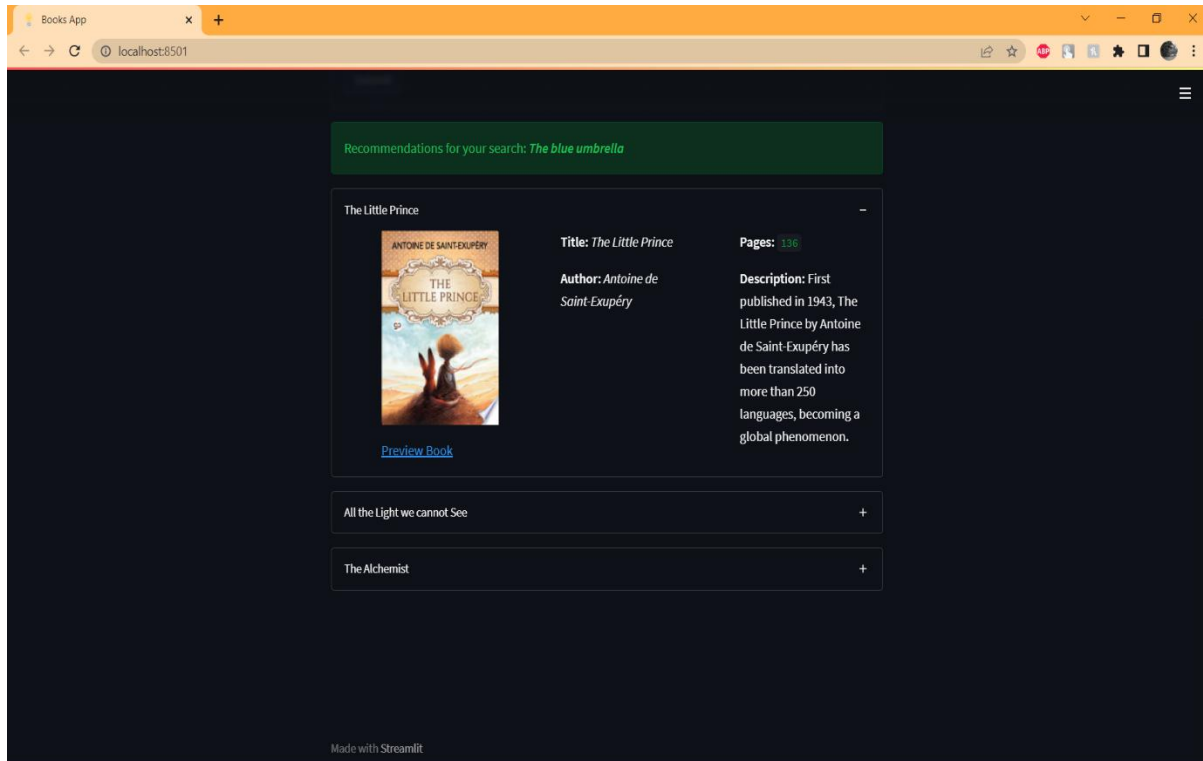 Books App
localhost:8501
ABP
Recommendations for your search: The blue umbrella
The Little Prince
ANTOINE DE SAINT-EXUPÉRY
THE
LITTLE PRINCE
Preview Book
Title: The Little Prince
Author: Antoine de
Saint-Exupéry
Pages: 136
Description: First
published in 1943, The
Little Prince by Antoine
de Saint-Exupéry has
been translated into
more than 250
languages, becoming a
global phenomenon.
All the Light we cannot See
The Alchemist
Made with Streamlit